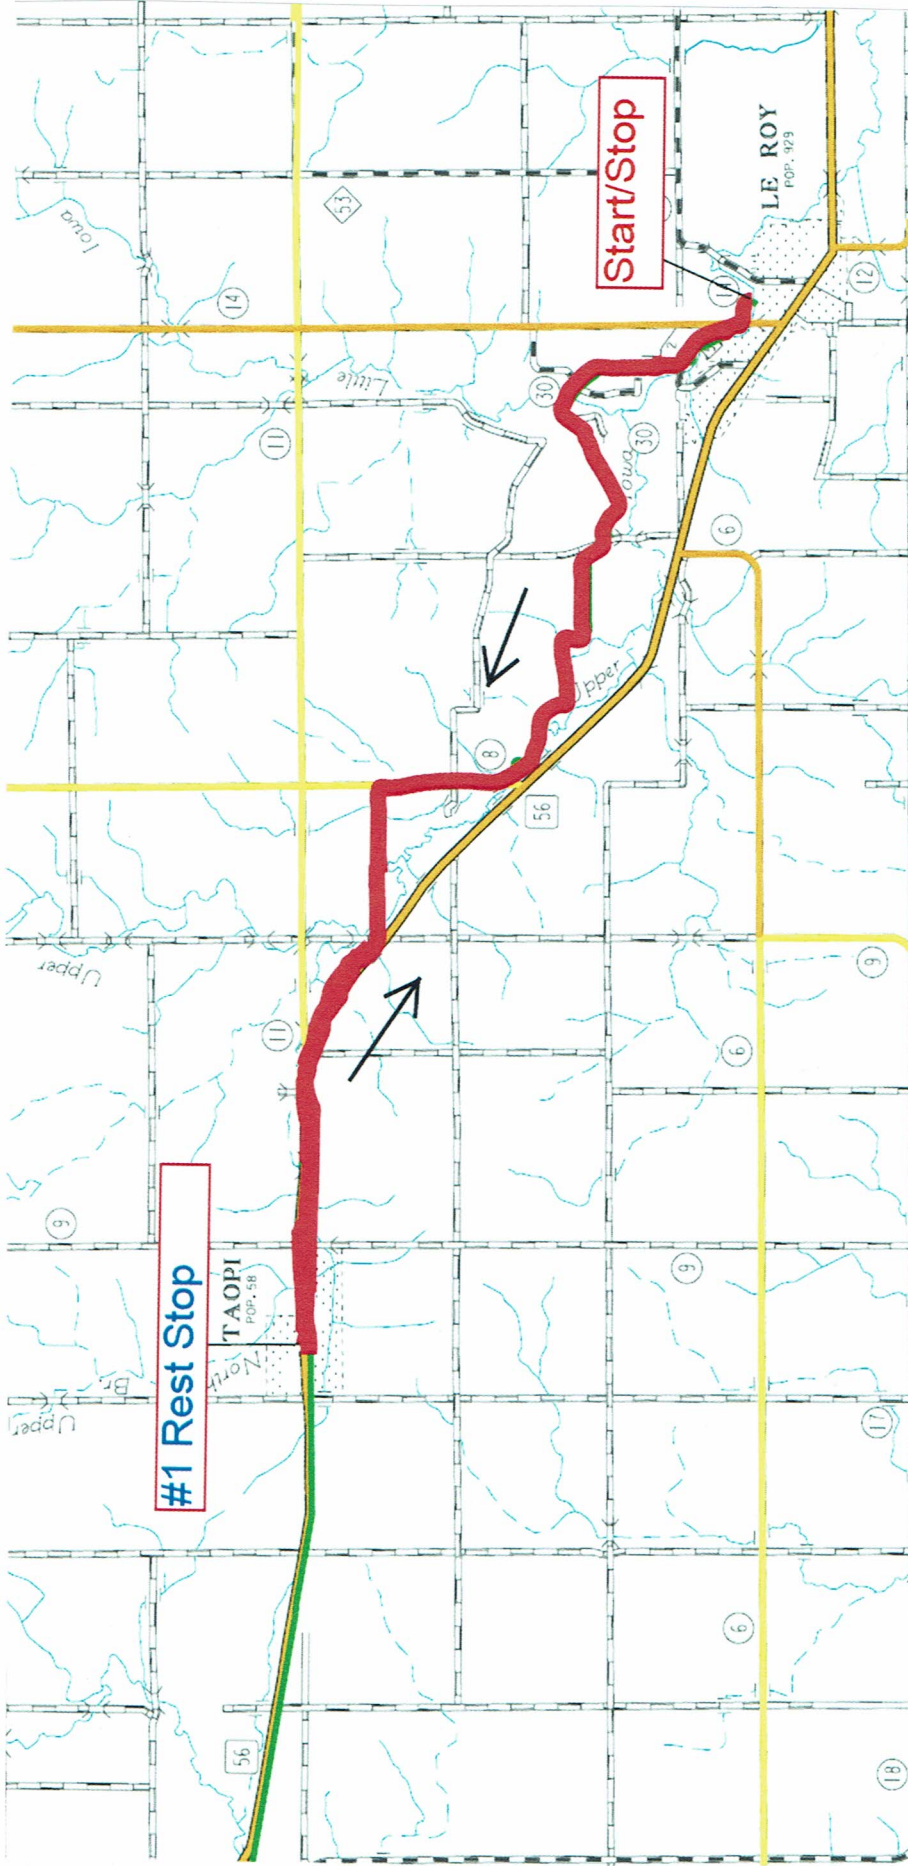 Upper
9
Upper
Iowa
Br.
#1 Rest Stop
North
TAOPI
POP. 58
56
14
11
11
53
Little
8
56
30
Start/Stop
Upper
Iowa
30
9
6
6
6
LE ROY
POP. 929
12
9
17
18